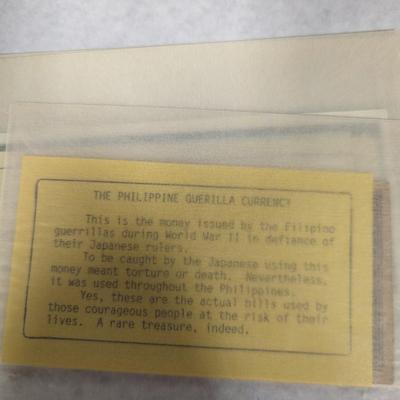 THE PHILIPPINE GUERILLA CURRENCY
This is the money issued by the Filipino
guerrillas during World War II in defiance of
their Japanese rulers.
To be caught by the Japanese using this
money meant torture or death. Nevertheless,
it was used throughout the Philippines.
Yes, these are the actual bills used by
those courageous people at the risk of their
lives. A rare treasure, indeed.